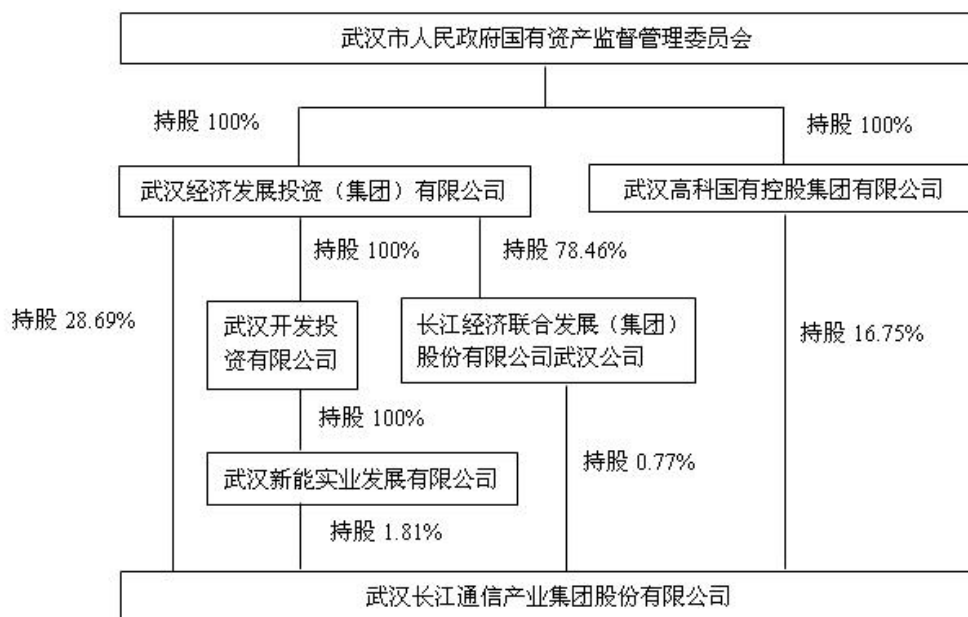 武汉市人民政府国有资产监督管理委员会
持股 100%
持股 100%
武汉经济发展投资（集团）有限公司
武汉高科国有控股集团有限公司
持股 100%
持股 78.46%
持股 28.69%
武汉开发投
资有限公司
长江经济联合发展（集团）
股份有限公司武汉公司
持股 16.75%
持股 100%
武汉新能实业发展有限公司
持股 0.77%
持股 1.81%
武汉长江通信产业集团股份有限公司